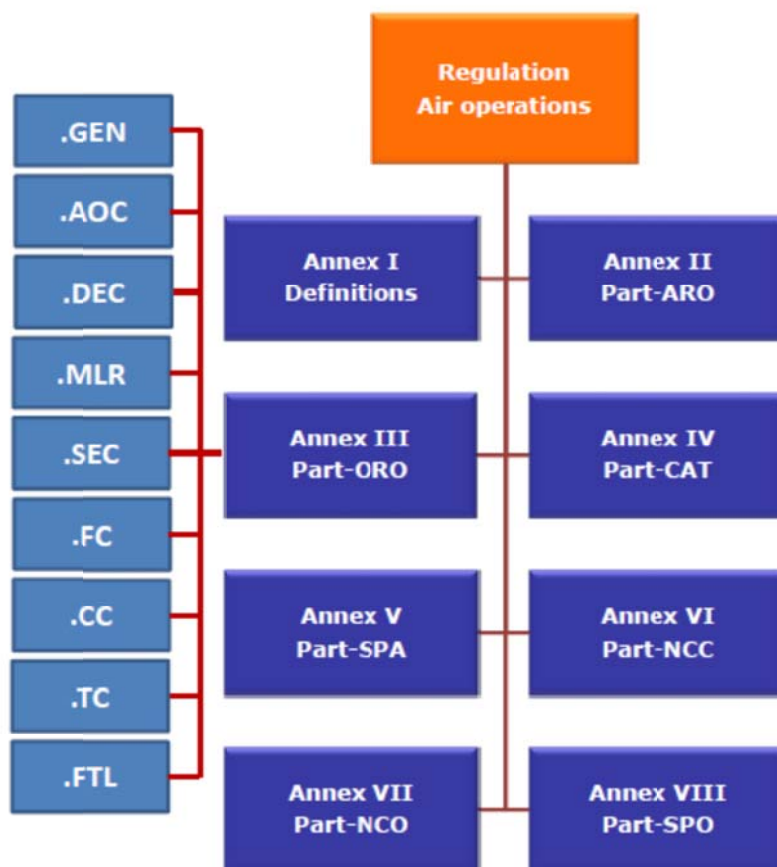 Regulation
Air operations
.GEN
.AOC
.DEC
.MLR
.SEC
.FC
.CC
.TC
.FTL
Annex I
Definitions
Annex II
Part-ARO
Annex III
Part-ORO
Annex IV
Part-CAT
Annex V
Part-SPA
Annex VI
Part-NCC
Annex VII
Part-NCO
Annex VIII
Part-SPO